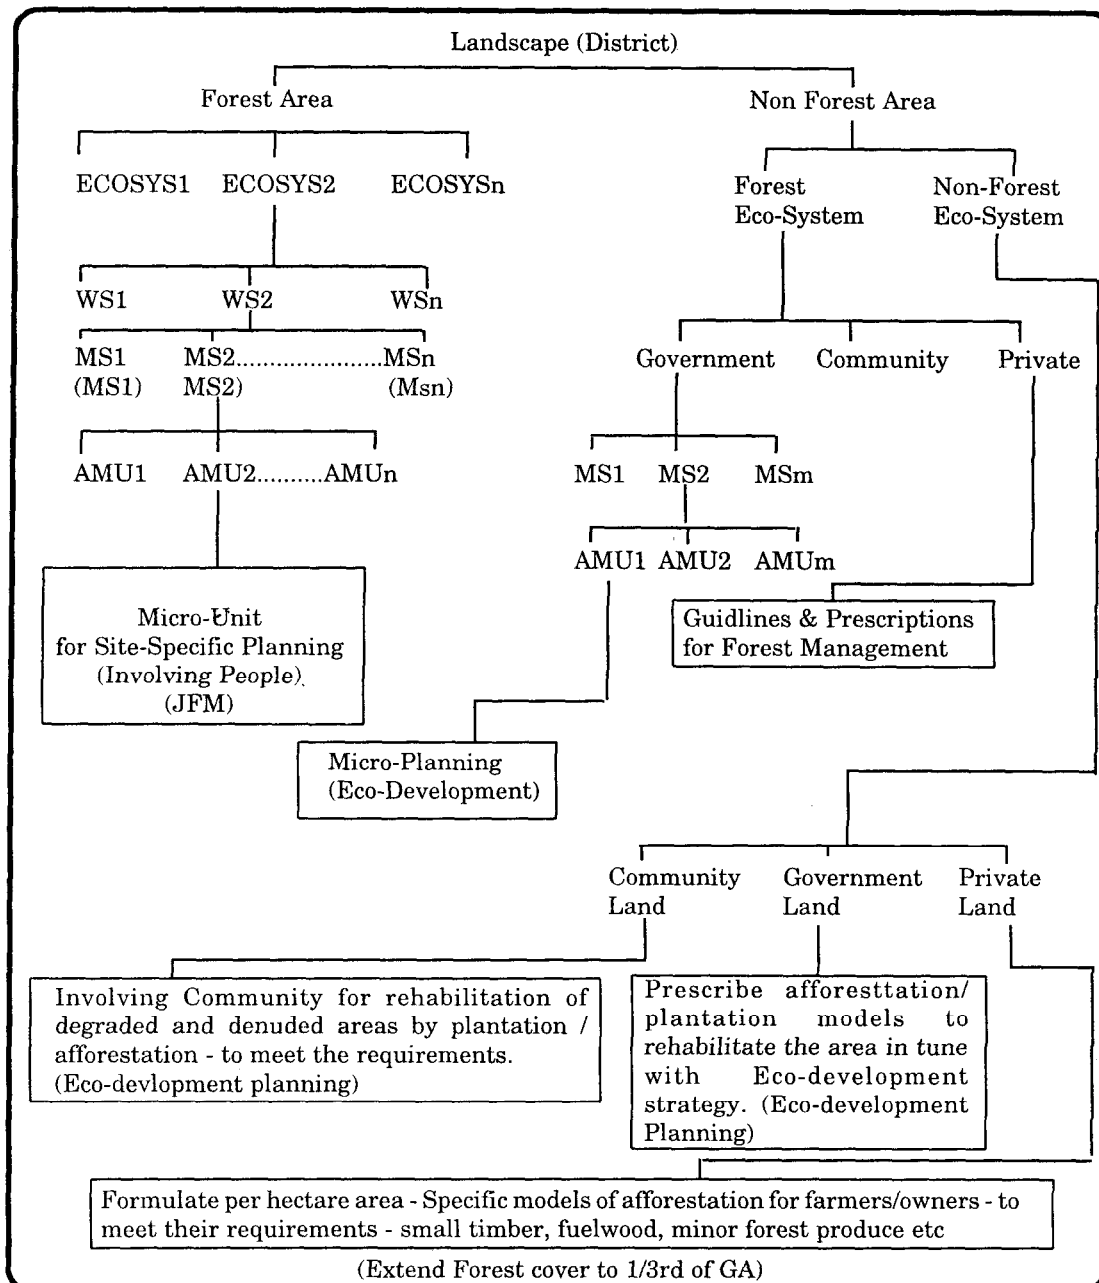 Landscape (District)
Forest Area
Non Forest Area
ECOSYS1 ECOSYS2 ECOSYSn
Forest
Eco-System
Non-Forest
Eco-System
WS1 WS2 WSn
MS1 MS2......................MSn
(MS1) MS2) (Msn)
AMU1 AMU2..........AMUn
Micro-Unit
for Site-Specific Planning
(Involving People)
(JFM)
Government Community Private
MS1 MS2 MSm
AMU1 AMU2 AMUm
Guidlines & Prescriptions
for Forest Management
Micro-Planning
(Eco-Development)
Community
Land
Government
Land
Private
Land
Involving Community for rehabilitation of
degraded and denuded areas by plantation /
afforestation - to meet the requirements.
(Eco-devlopment planning)
Prescribe afforesttation/
plantation models to
rehabilitate the area in tune
with Eco-development
strategy. (Eco-development
Planning)
Formulate per hectare area - Specific models of afforestation for farmers/owners - to
meet their requirements - small timber, fuelwood, minor forest produce etc
(Extend Forest cover to 1/3rd of GA)